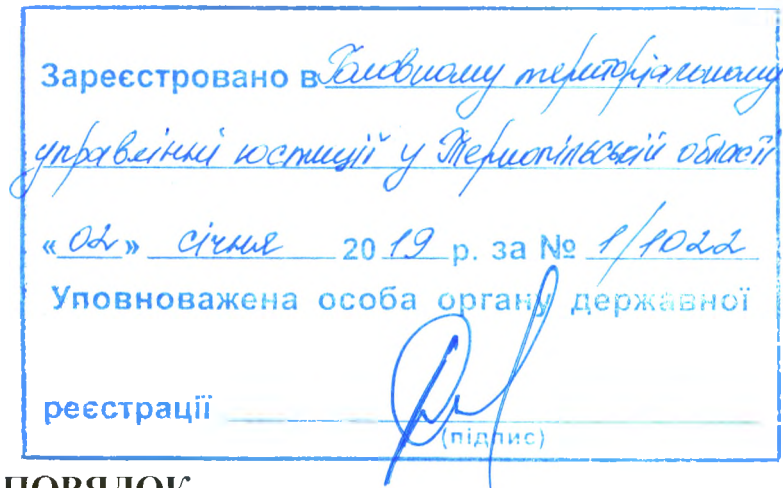 Зареєстровано в Головному територіальному
управлінні юстиції у Тернопільській області
«02» січня 2019 р. за № 1/1022
Уповноважена особа органу державної
реєстрації
(підпис)
ПОРЯДОК